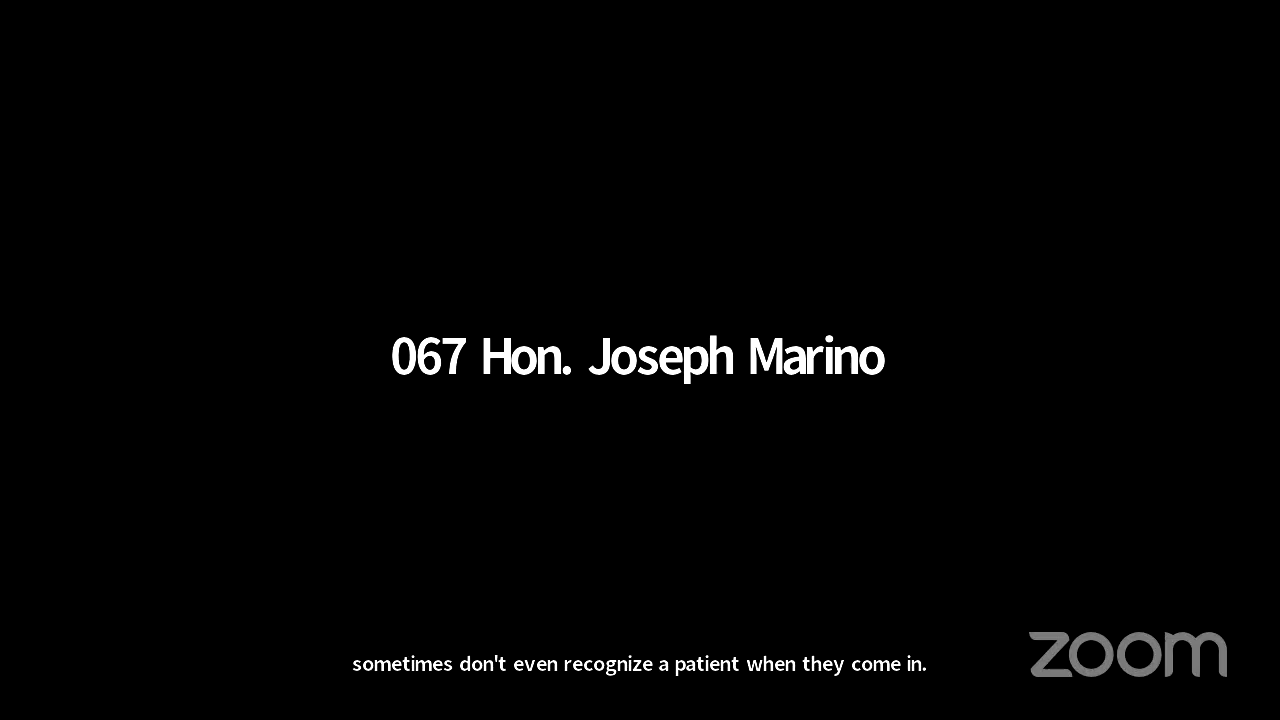 067 Hon. Joseph Marino
sometimes don't even recognize a patient when they come in.
zoom